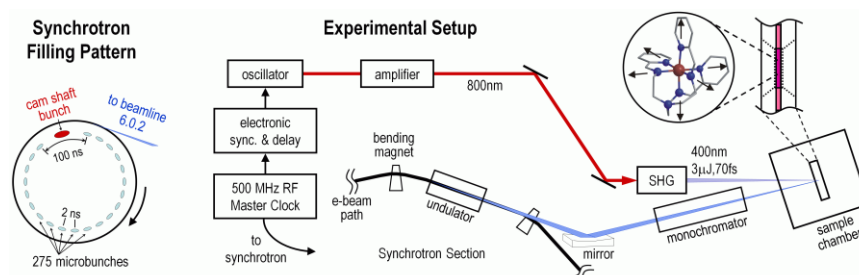 Synchrotron
Filling Pattern
cam shaft
bunch
to beamline
6.0.2
100 ns
2 ns
275 microbunches
Experimental Setup
oscillator
amplifier
800nm
electronic
sync. & delay
500 MHz RF
Master Clock
to
synchrotron
bending
magnet
e-beam
path
undulator
Synchrotron Section
mirror
monochromator
SHG
400nm
3μJ,70fs
sample
chamber